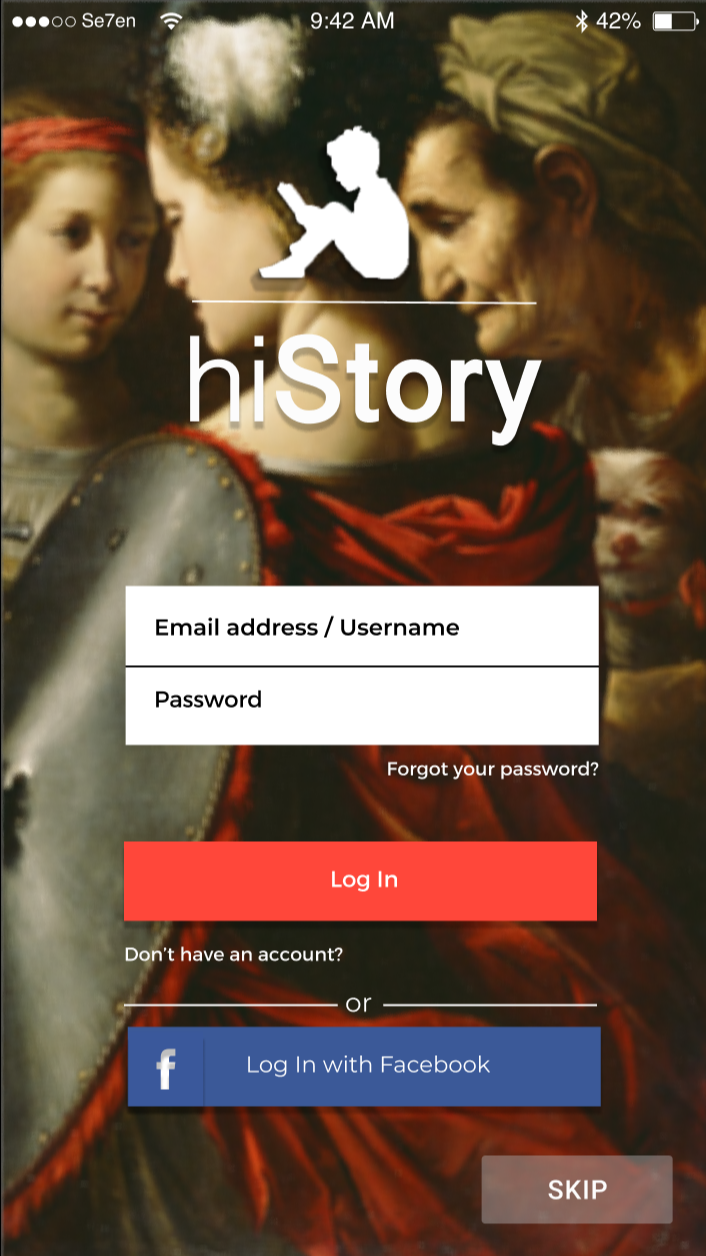 Se7en 9:42 AM 42%
hiStory
Email address / Username
Password
Forgot your password?
Log In
Don't have an account?
or
f Log In with Facebook
SKIP